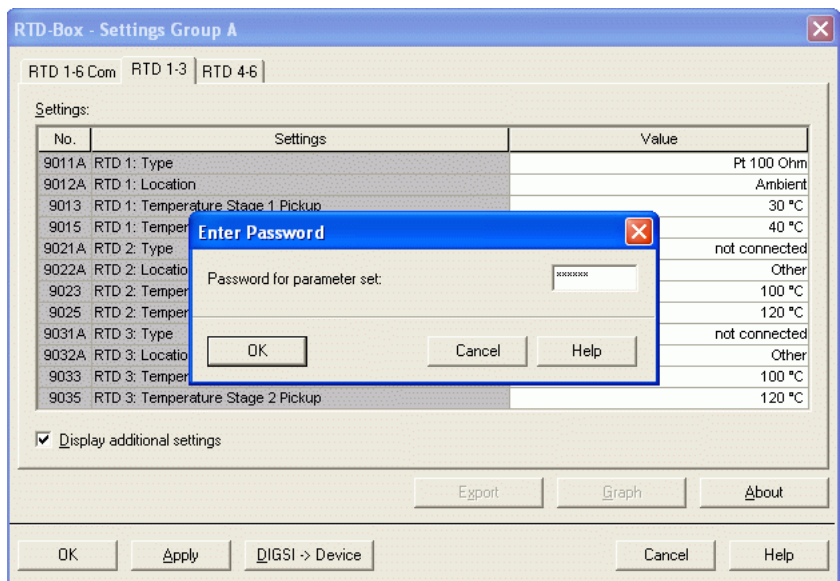 RTD-Box - Settings Group A
RTD 1-6 Com RTD 1-3 RTD 4-6
Settings:
No. Settings Value
9011A RTD 1: Type Pt 100 Ohm
9012A RTD 1: Location Ambient
9013 RTD 1: Temperature Stage 1 Pickup 30 °C
9015 RTD 1: Temper 40 °C
9021A RTD 2: Type not connected
9022A RTD 2: Locatio Other
9023 RTD 2: Temper 100 °C
9025 RTD 2: Temper 120 °C
9031A RTD 3: Type not connected
9032A RTD 3: Locatio Other
9033 RTD 3: Temper 100 °C
9035 RTD 3: Temperature Stage 2 Pickup 120 °C
Enter Password
Password for parameter set: xxxxxx
OK Cancel Help
Display additional settings
Export Graph About
OK Apply DIGSI -> Device Cancel Help